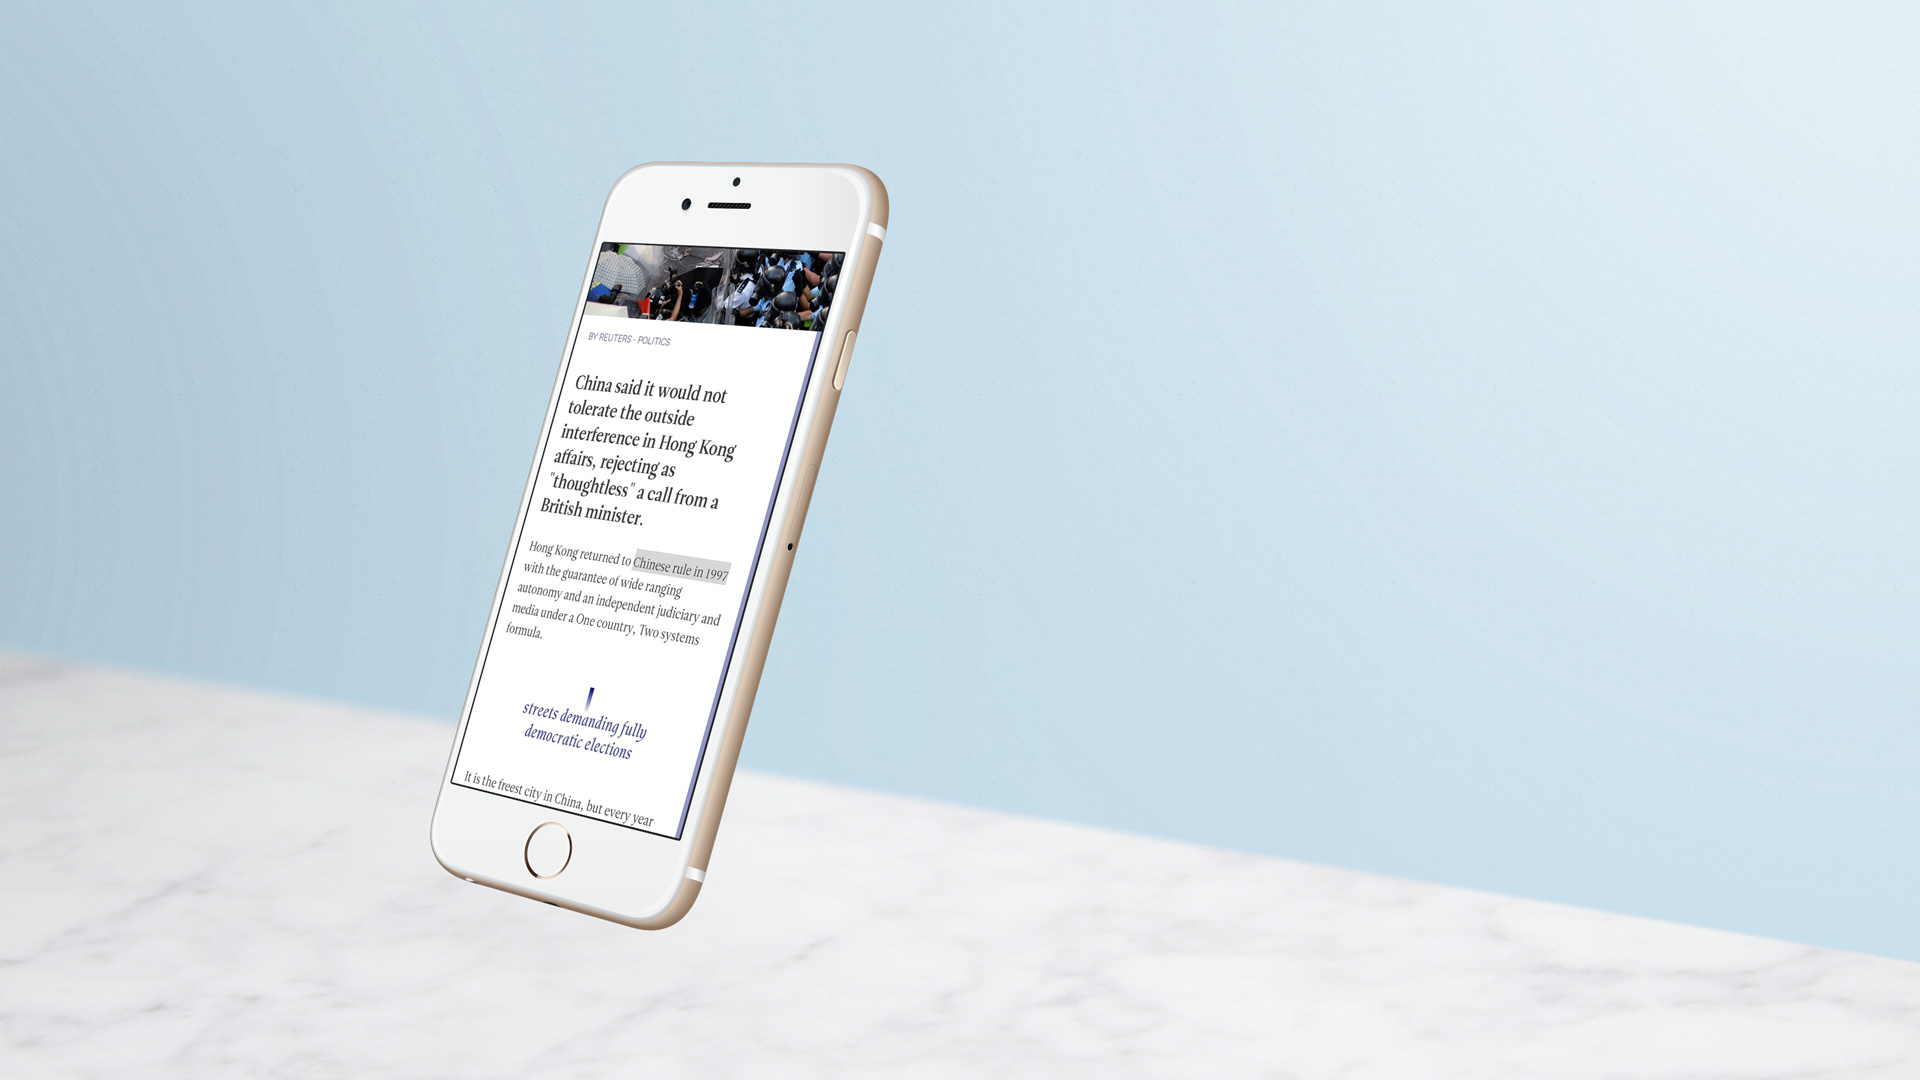 BY REUTERS - POLITICS
China said it would not
tolerate the outside
interference in Hong Kong
affairs, rejecting as
"thoughtless" a call from a
British minister.
Hong Kong returned to Chinese rule in 1997
with the guarantee of wide ranging
autonomy and an independent judiciary and
media under a One country, Two systems
formula.
streets demanding fully
democratic elections
It is the freest city in China, but every year